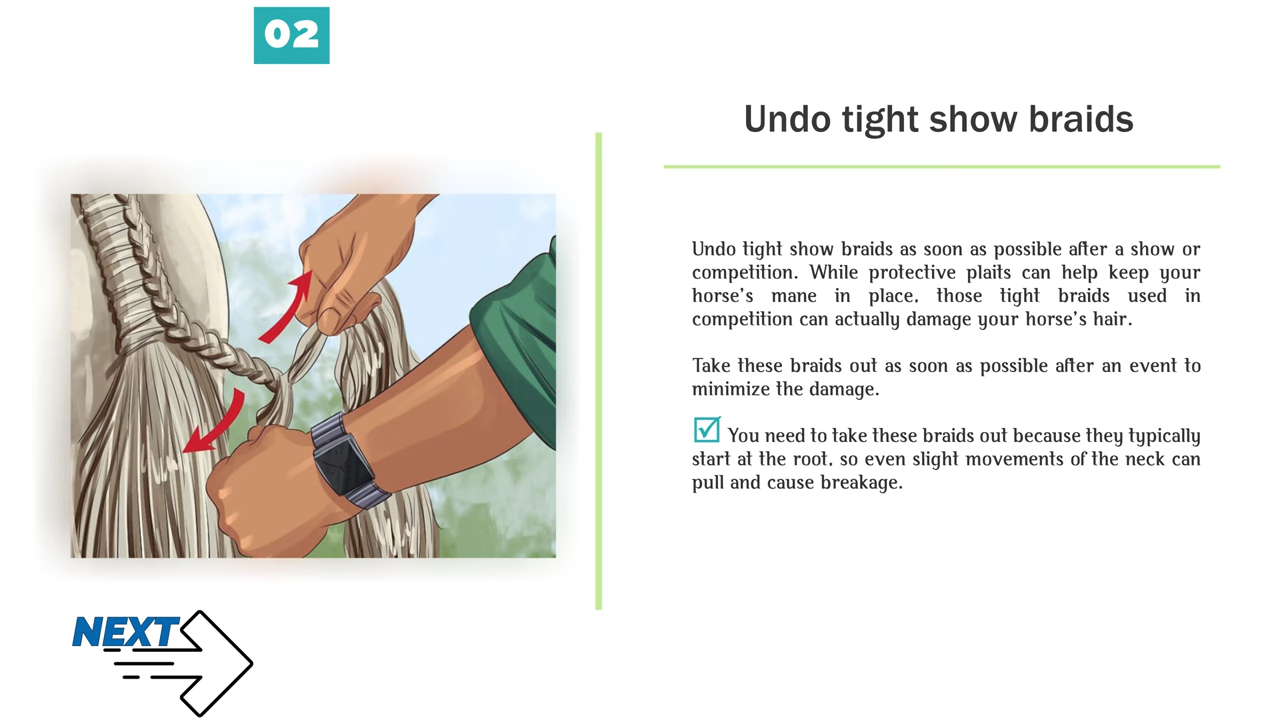 02
Undo tight show braids
Undo tight show braids as soon as possible after a show or
competition. While protective plaits can help keep your
horse's mane in place, those tight braids used in
competition can actually damage your horse's hair.
Take these braids out as soon as possible after an event to
minimize the damage.
You need to take these braids out because they typically
start at the root, so even slight movements of the neck can
pull and cause breakage.
NEXT